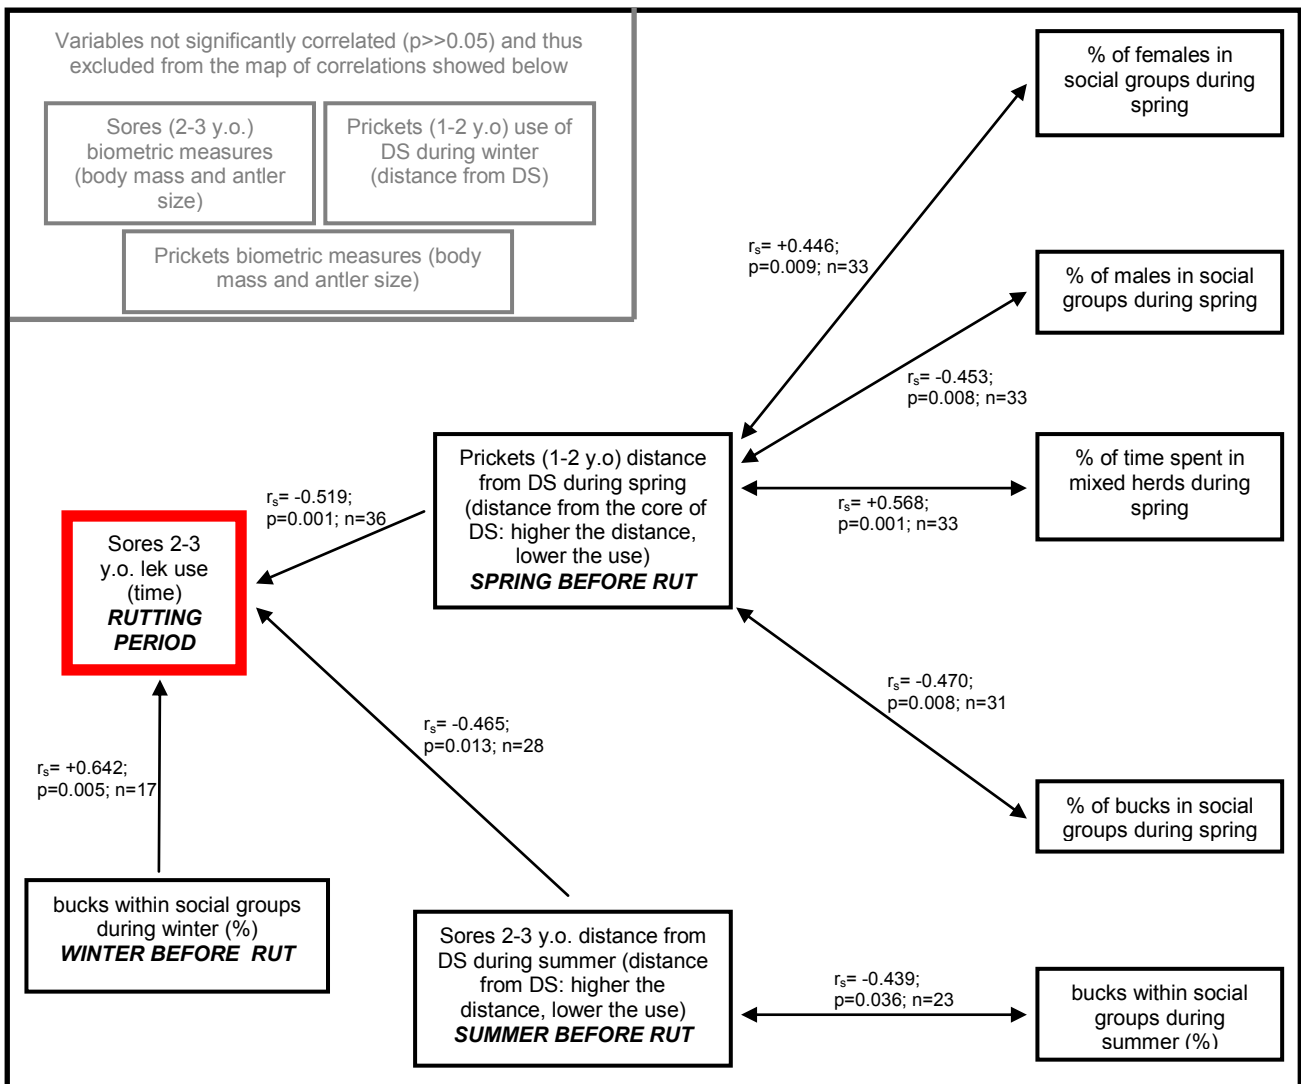 Variables not significantly correlated (p>>0.05) and thus
excluded from the map of correlations showed below
Sores (2-3 y.o.)
biometric measures
(body mass and antler
size)
Prickets (1-2 y.o) use of
DS during winter
(distance from DS)
Prickets biometric measures (body
mass and antler size)
% of females in
social groups during
spring
rs= +0.446;
p=0.009; n=33
% of males in social
groups during spring
rs= -0.453;
p=0.008; n=33
Prickets (1-2 y.o) distance
from DS during spring
(distance from the core of
DS: higher the distance,
lower the use)
SPRING BEFORE RUT
% of time spent in
mixed herds during
spring
rs= +0.568;
p=0.001; n=33
rs= -0.519;
p=0.001; n=36
Sores 2-3
y.o. lek use
(time)
RUTTING
PERIOD
rs= -0.470;
p=0.008; n=31
rs= -0.465;
p=0.013; n=28
rs= +0.642;
p=0.005; n=17
% of bucks in social
groups during spring
bucks within social groups
during winter (%)
WINTER BEFORE RUT
Sores 2-3 y.o. distance from
DS during summer (distance
from DS: higher the
distance, lower the use)
SUMMER BEFORE RUT
rs= -0.439;
p=0.036; n=23
bucks within social
groups during
summer (%)